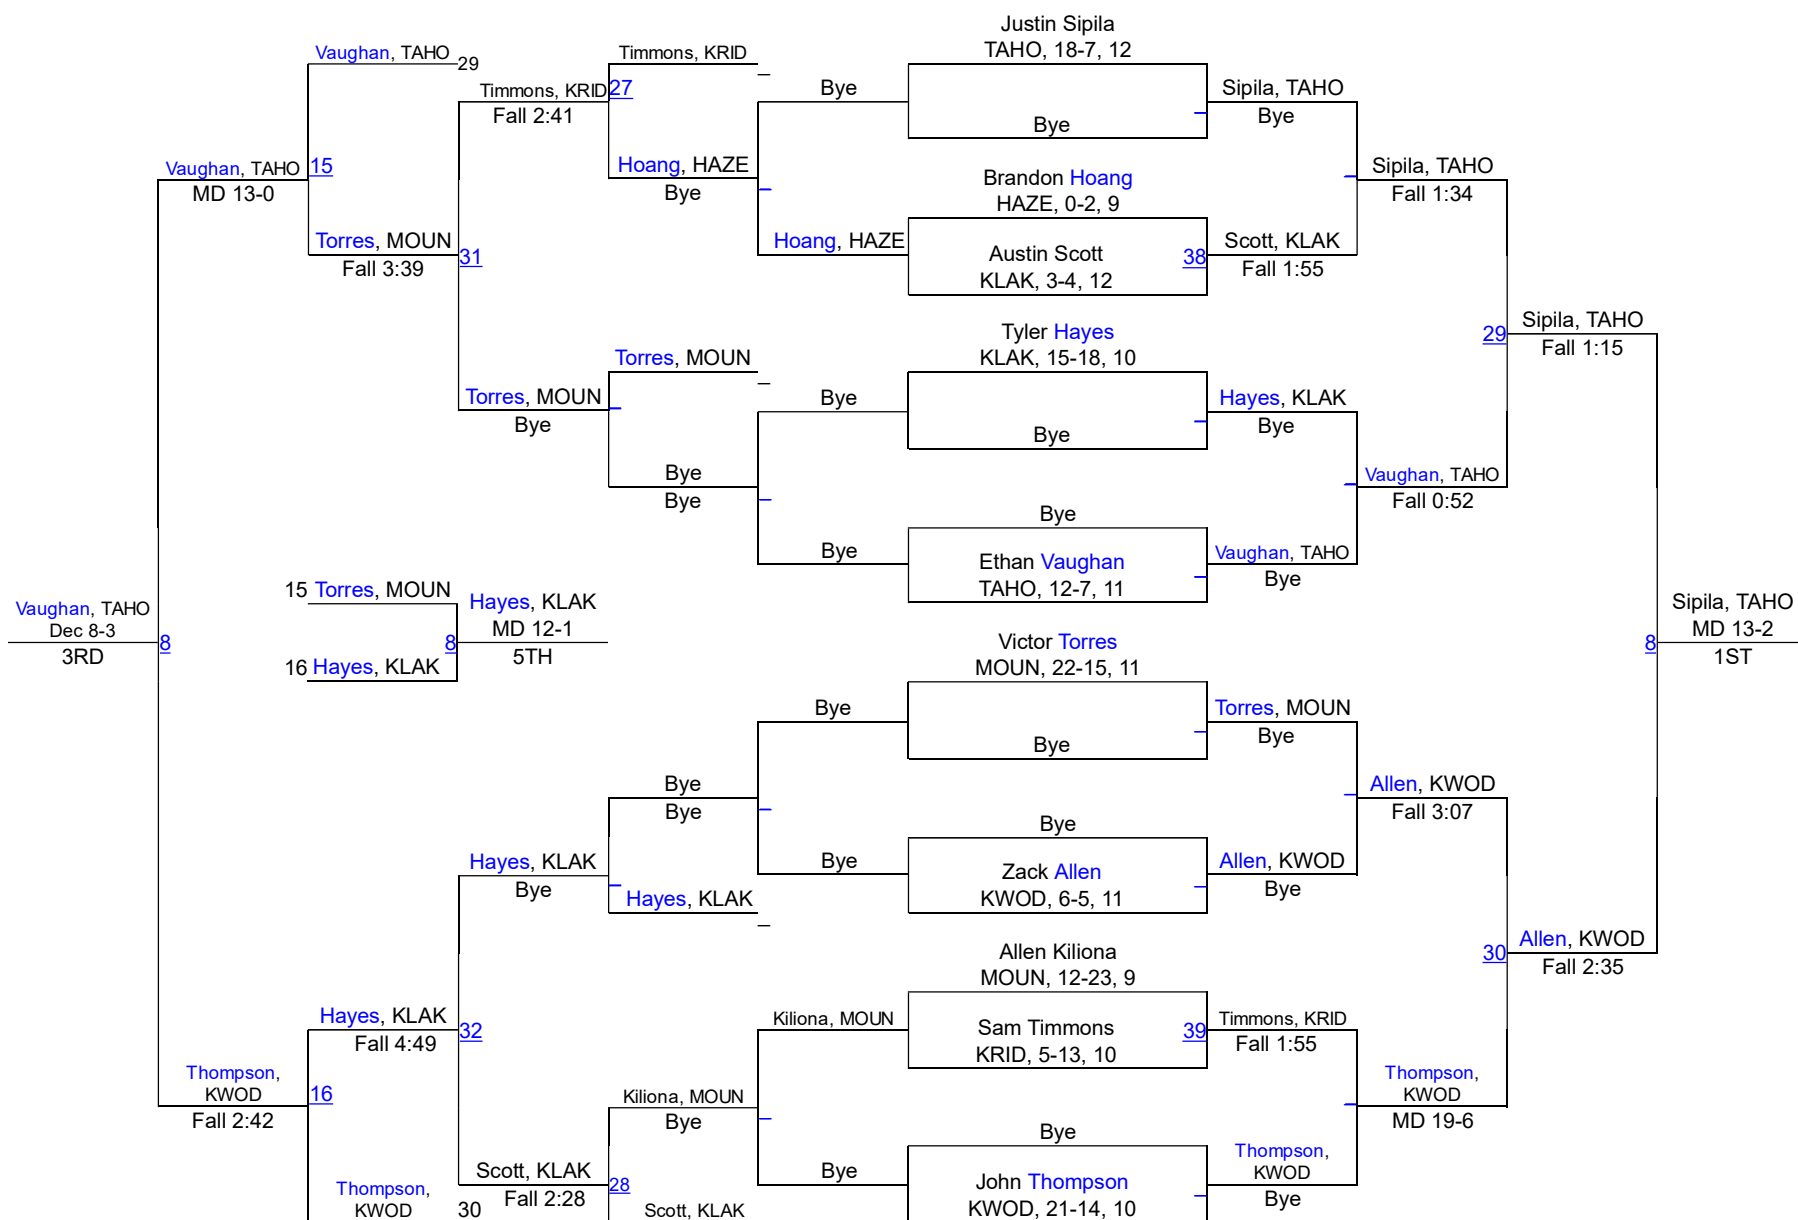 Justin Sipila
TAHO, 18-7, 12
Vaughan, TAHO
29
Timmons, KRID
Timmons, KRID
27
Fall 2:41
Bye
Bye
Sipila, TAHO
Bye
Vaughan, TAHO
15
MD 13-0
Hoang, HAZE
Bye
Brandon Hoang
HAZE, 0-2, 9
Sipila, TAHO
Fall 1:34
Torres, MOUN
31
Fall 3:39
Hoang, HAZE
Austin Scott
KLAK, 3-4, 12
38
Scott, KLAK
Fall 1:55
Tyler Hayes
KLAK, 15-18, 10
29
Sipila, TAHO
Fall 1:15
Torres, MOUN
Torres, MOUN
Bye
Bye
Bye
Hayes, KLAK
Bye
Bye
Bye
Vaughan, TAHO
Fall 0:52
Bye
Bye
Ethan Vaughan
TAHO, 12-7, 11
Vaughan, TAHO
Bye
15 Torres, MOUN
Vaughan, TAHO
Dec 8-3
3RD
8
Hayes, KLAK
MD 12-1
5TH
8
16 Hayes, KLAK
Victor Torres
MOUN, 22-15, 11
8
Sipila, TAHO
MD 13-2
1ST
Bye
Bye
Torres, MOUN
Bye
Bye
Bye
Allen, KWOD
Fall 3:07
Hayes, KLAK
Bye
Bye
Bye
Zack Allen
KWOD, 6-5, 11
Allen, KWOD
Bye
Hayes, KLAK
Allen Kiliona
MOUN, 12-23, 9
30
Allen, KWOD
Fall 2:35
Hayes, KLAK
32
Fall 4:49
Kiliona, MOUN
Sam Timmons
KRID, 5-13, 10
39
Timmons, KRID
Fall 1:55
Thompson,
KWOD
16
Fall 2:42
Kiliona, MOUN
Bye
Thompson,
KWOD
MD 19-6
Bye
Thompson,
KWOD
30
Scott, KLAK
28
Fall 2:28
Scott, KLAK
Bye
John Thompson
KWOD, 21-14, 10
Thompson,
KWOD
Bye